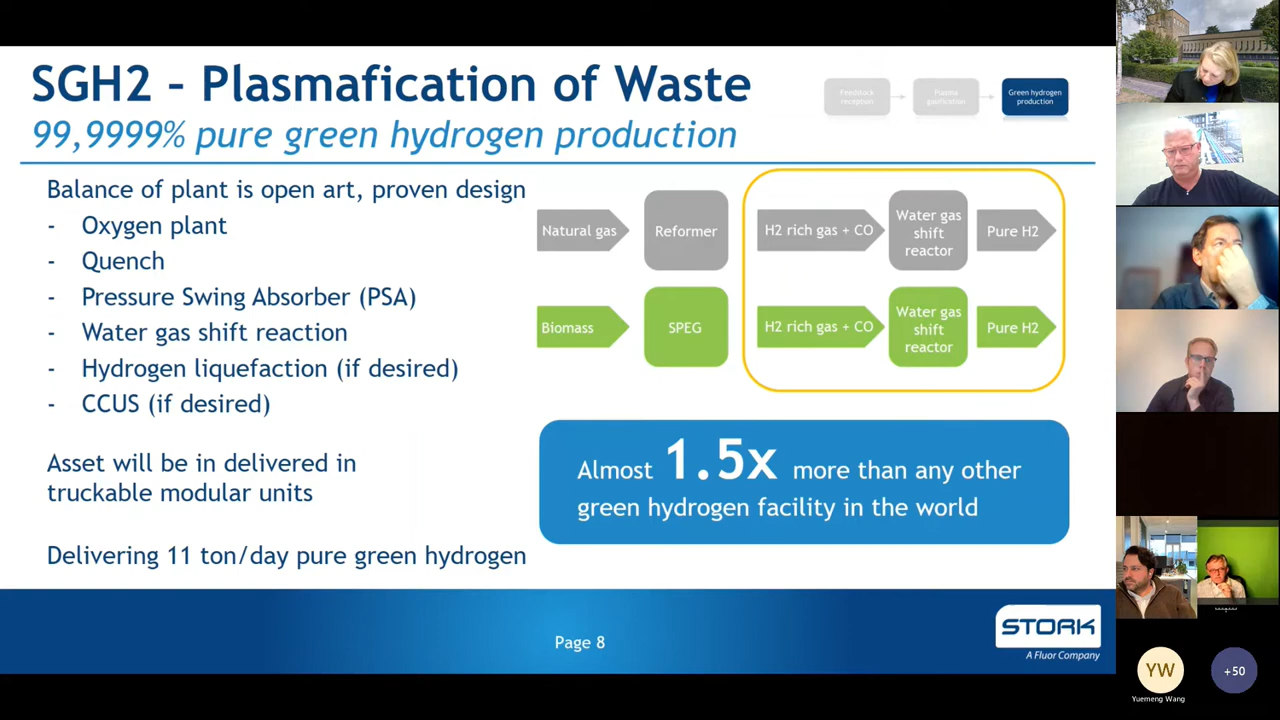 SGH2 – Plasmafication of Waste
99,9999% pure green hydrogen production
Feedstock
reception
Plasma
gasification
Green hydrogen
production
Balance of plant is open art, proven design
- Oxygen plant
- Quench
- Pressure Swing Absorber (PSA)
- Water gas shift reaction
- Hydrogen liquefaction (if desired)
- CCUS (if desired)
Asset will be in delivered in
truckable modular units
Delivering 11 ton/day pure green hydrogen
Natural gas
Reformer
H2 rich gas + CO
Water gas
shift
reactor
Pure H2
Biomass
SPEG
H2 rich gas + CO
Water gas
shift
reactor
Pure H2
Almost 1.5x more than any other
green hydrogen facility in the world
Page 8
STORK
A Fluor Company
YW
Yuemeng Wang
+50